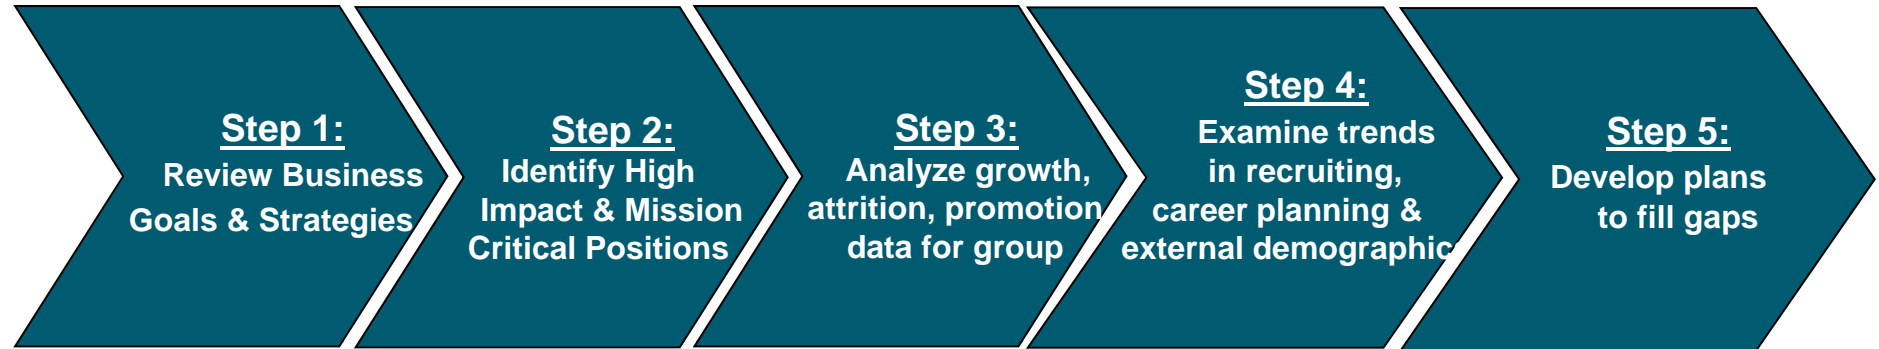 Step 1:
Review Business
Goals & Strategies
Step 2:
Identify High
Impact & Mission
Critical Positions
Step 3:
Analyze growth,
attrition, promotion
data for group
Step 4:
Examine trends
in recruiting,
career planning &
external demographics
Step 5:
Develop plans
to fill gaps